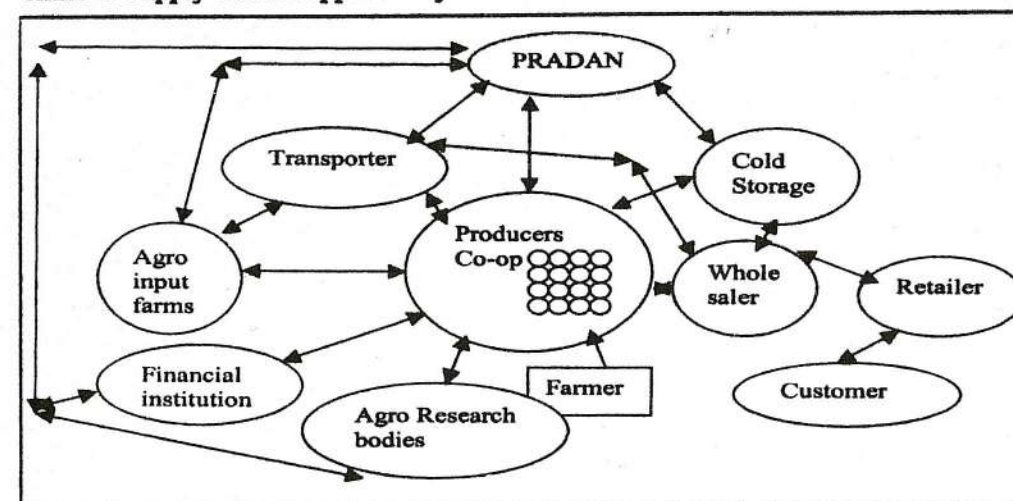 PRADAN
Transporter
Cold
Storage
Producers
Co-op
Agro
input
farms
Whole
saler
Retailer
Financial
institution
Farmer
Customer
Agro Research
bodies